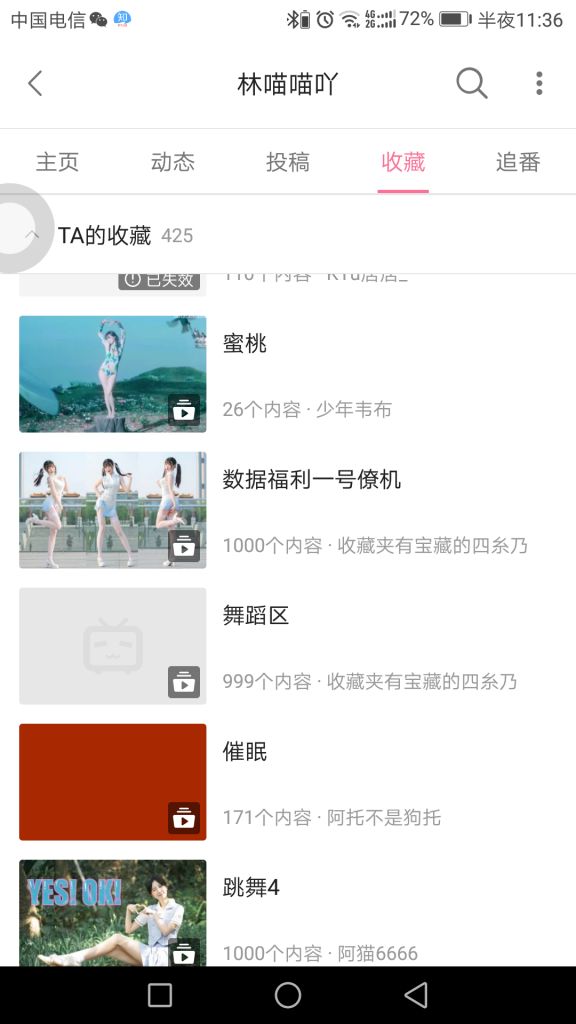 中国电信
知
4G
2G
72%
半夜11:36
林喵喵吖
主页
动态
投稿
收藏
追番
TA的收藏 425
已失效
蜜桃
26个内容 · 少年韦布
数据福利一号僚机
1000个内容 · 收藏夹有宝藏的四糸乃
舞蹈区
999个内容 · 收藏夹有宝藏的四糸乃
催眠
171个内容 · 阿托不是狗托
YES! OK!
跳舞4
1000个内容 · 阿猫6666